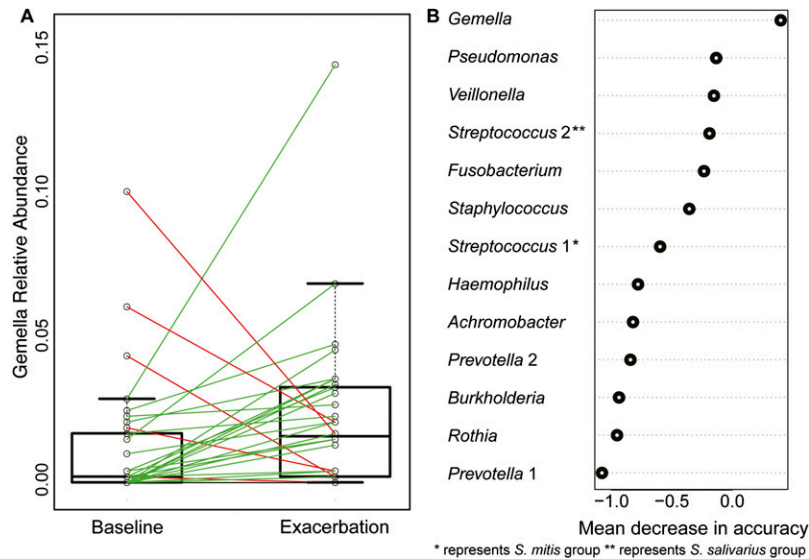 A
Gemella Relative Abundance
0.15
0.10
0.05
0.00
Baseline Exacerbation
B
Gemella
Pseudomonas
Veillonella
Streptococcus 2**
Fusobacterium
Staphylococcus
Streptococcus 1*
Haemophilus
Achromobacter
Prevotella 2
Burkholderia
Rothia
Prevotella 1
−1.0 −0.5 0.0
Mean decrease in accuracy
* represents S. mitis group ** represents S. salivarius group